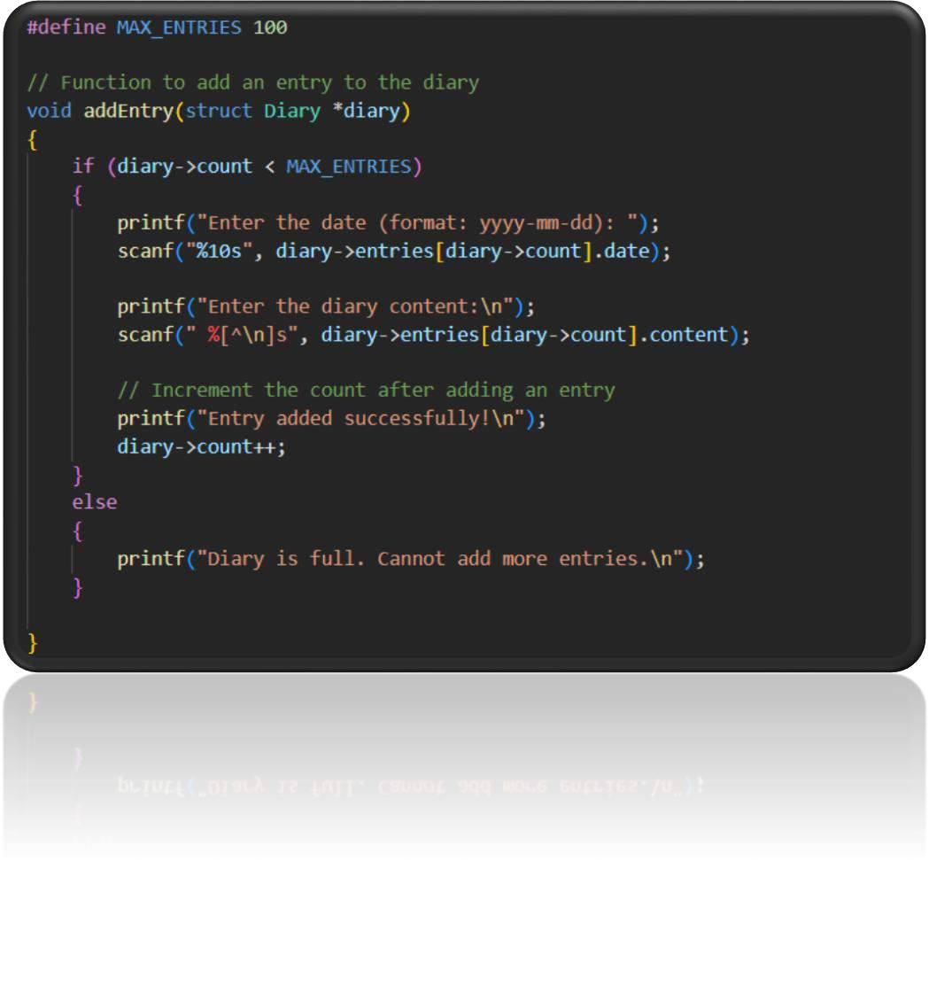 #define MAX_ENTRIES 100
// Function to add an entry to the diary
void addEntry(struct Diary *diary)
{
    if (diary->count < MAX_ENTRIES)
    {
        printf("Enter the date (format: yyyy-mm-dd): ");
        scanf("%10s", diary->entries[diary->count].date);
        printf("Enter the diary content:\n");
        scanf(" %[^\n]s", diary->entries[diary->count].content);
        // Increment the count after adding an entry
        printf("Entry added successfully!\n");
        diary->count++;
    }
    else
    {
        printf("Diary is full. Cannot add more entries.\n");
    }
}